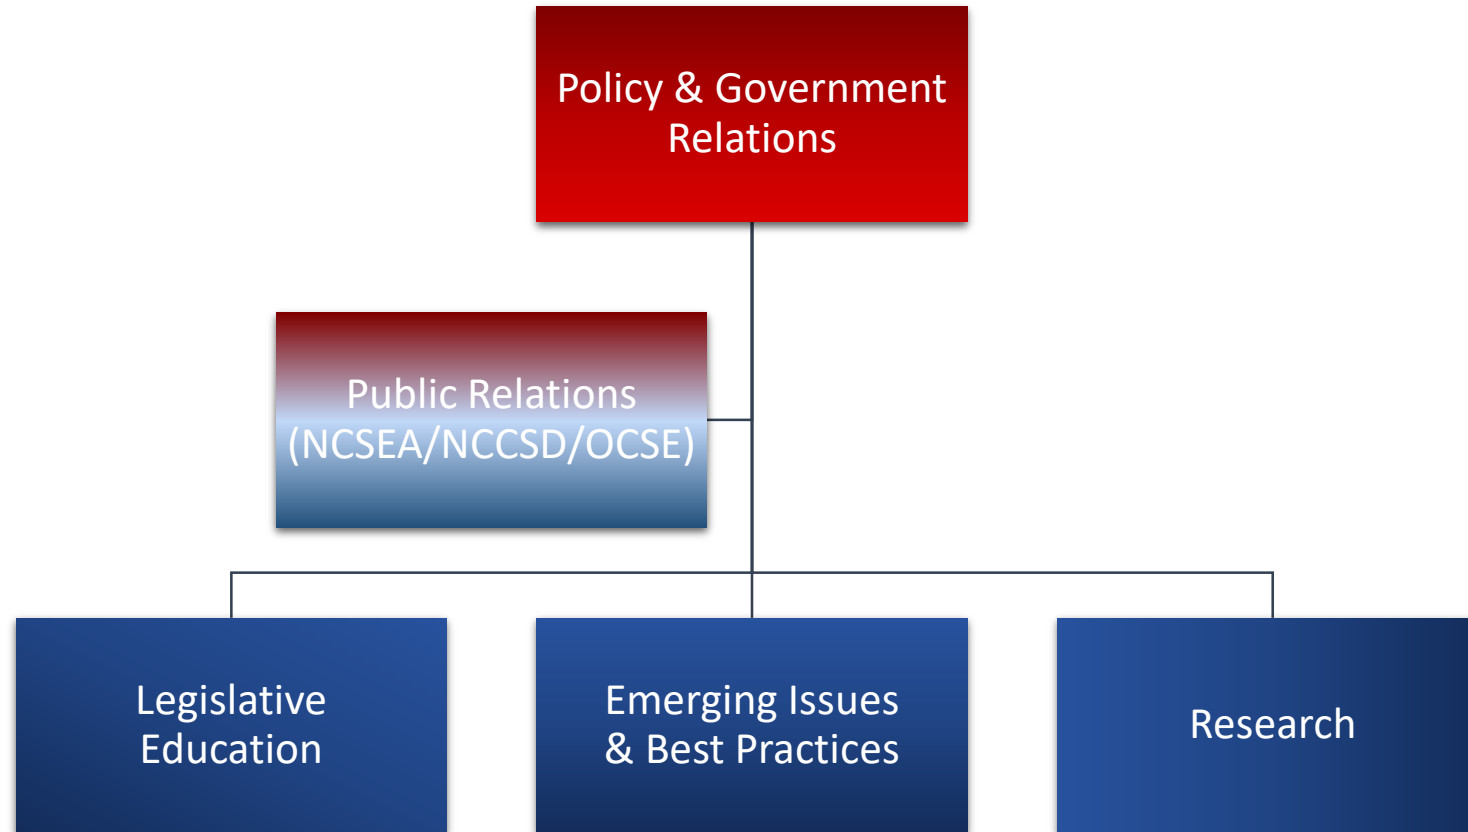 Policy & Government
Relations
Public Relations
(NCSEA/NCCSD/OCSE)
Legislative
Education
Emerging Issues
& Best Practices
Research